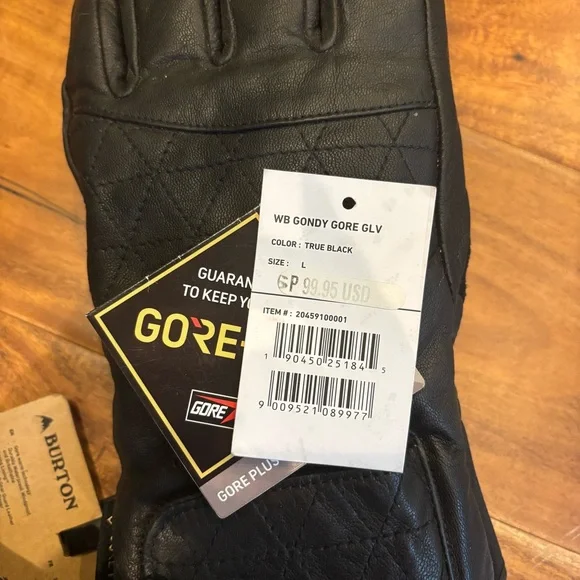 WB GONDY GORE GLV
COLOR : TRUE BLACK
SIZE : L
99.95 USD
ITEM # : 20459100001
1 90450 25184 5
9 009521 089977
GUARAN
TO KEEP YO
GORE-
GORE
GORE PLUS
BURTON